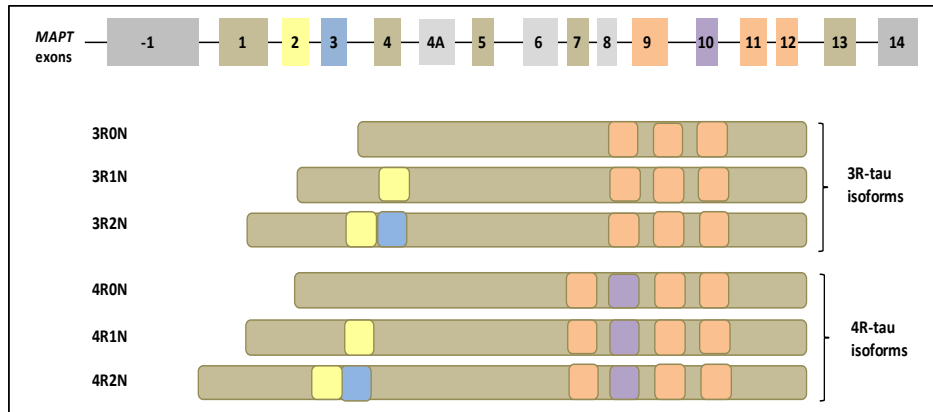 MAPT exons
-1 1 2 3 4 4A 5 6 7 8 9 10 11 12 13 14
3R0N
3R1N
3R2N
3R-tau
isoforms
4R0N
4R1N
4R2N
4R-tau
isoforms